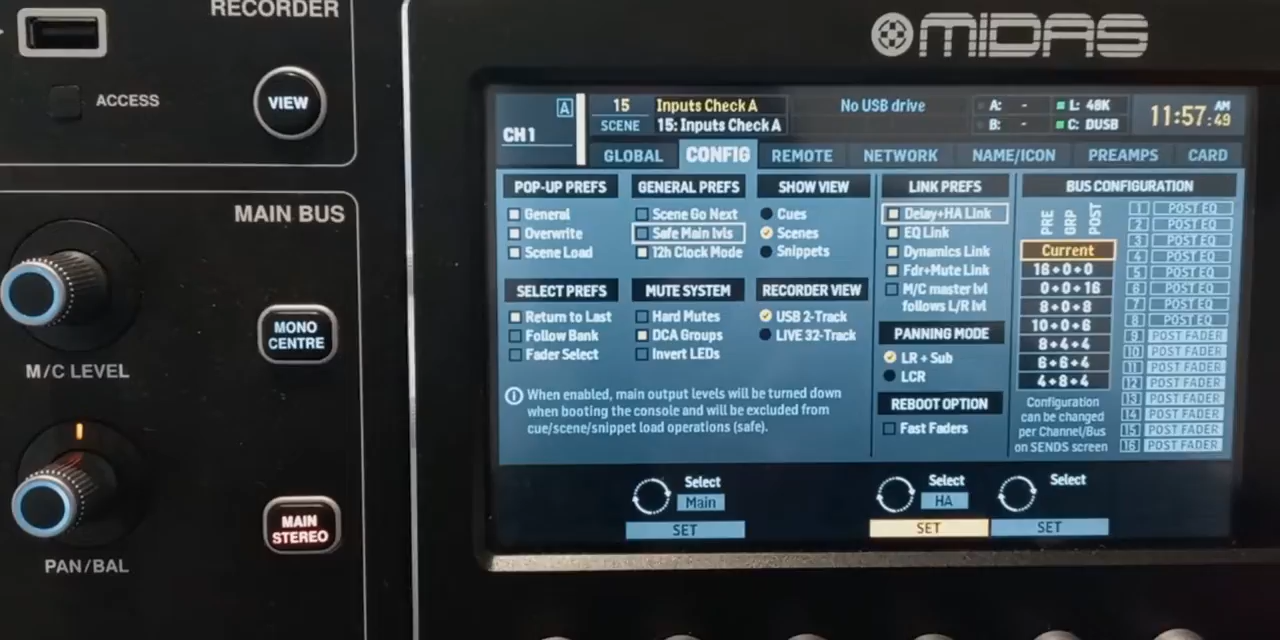 RECORDER
ACCESS
VIEW
MAIN BUS
MONO
CENTRE
M/C LEVEL
MAIN
STEREO
PAN/BAL
MIDAS
A
CH 1
15
SCENE
Inputs Check A
15: Inputs Check A
No USB drive
A: -
B: -
L: 48K
C: DUSB
11:57:49 AM
GLOBAL
CONFIG
REMOTE
NETWORK
NAME/ICON
PREAMPS
CARD
POP-UP PREFS
General
Overwrite
Scene Load
GENERAL PREFS
Scene Go Next
Safe Main lvls
12h Clock Mode
SHOW VIEW
Cues
Scenes
Snippets
SELECT PREFS
Return to Last
Follow Bank
Fader Select
MUTE SYSTEM
Hard Mutes
DCA Groups
Invert LEDs
RECORDER VIEW
USB 2-Track
LIVE 32-Track
When enabled, main output levels will be turned down
when booting the console and will be excluded from
cue/scene/snippet load operations (safe).
LINK PREFS
Delay+HA Link
EQ Link
Dynamics Link
Fdr+Mute Link
M/C master lvl
follows L/R lvl
PANNING MODE
LR + Sub
LCR
REBOOT OPTION
Fast Faders
BUS CONFIGURATION
PRE
GRP
POST
Current
16+0+0
0+0+16
8+0+8
10+0+6
8+4+4
6+6+4
4+8+4
Configuration
can be changed
per Channel/Bus
on SENDS screen
1 POST EQ
2 POST EQ
3 POST EQ
4 POST EQ
5 POST EQ
6 POST EQ
7 POST EQ
8 POST EQ
9 POST FADER
10 POST FADER
11 POST FADER
12 POST FADER
13 POST FADER
14 POST FADER
15 POST FADER
16 POST FADER
Select
Main
SET
Select
HA
SET
Select
SET